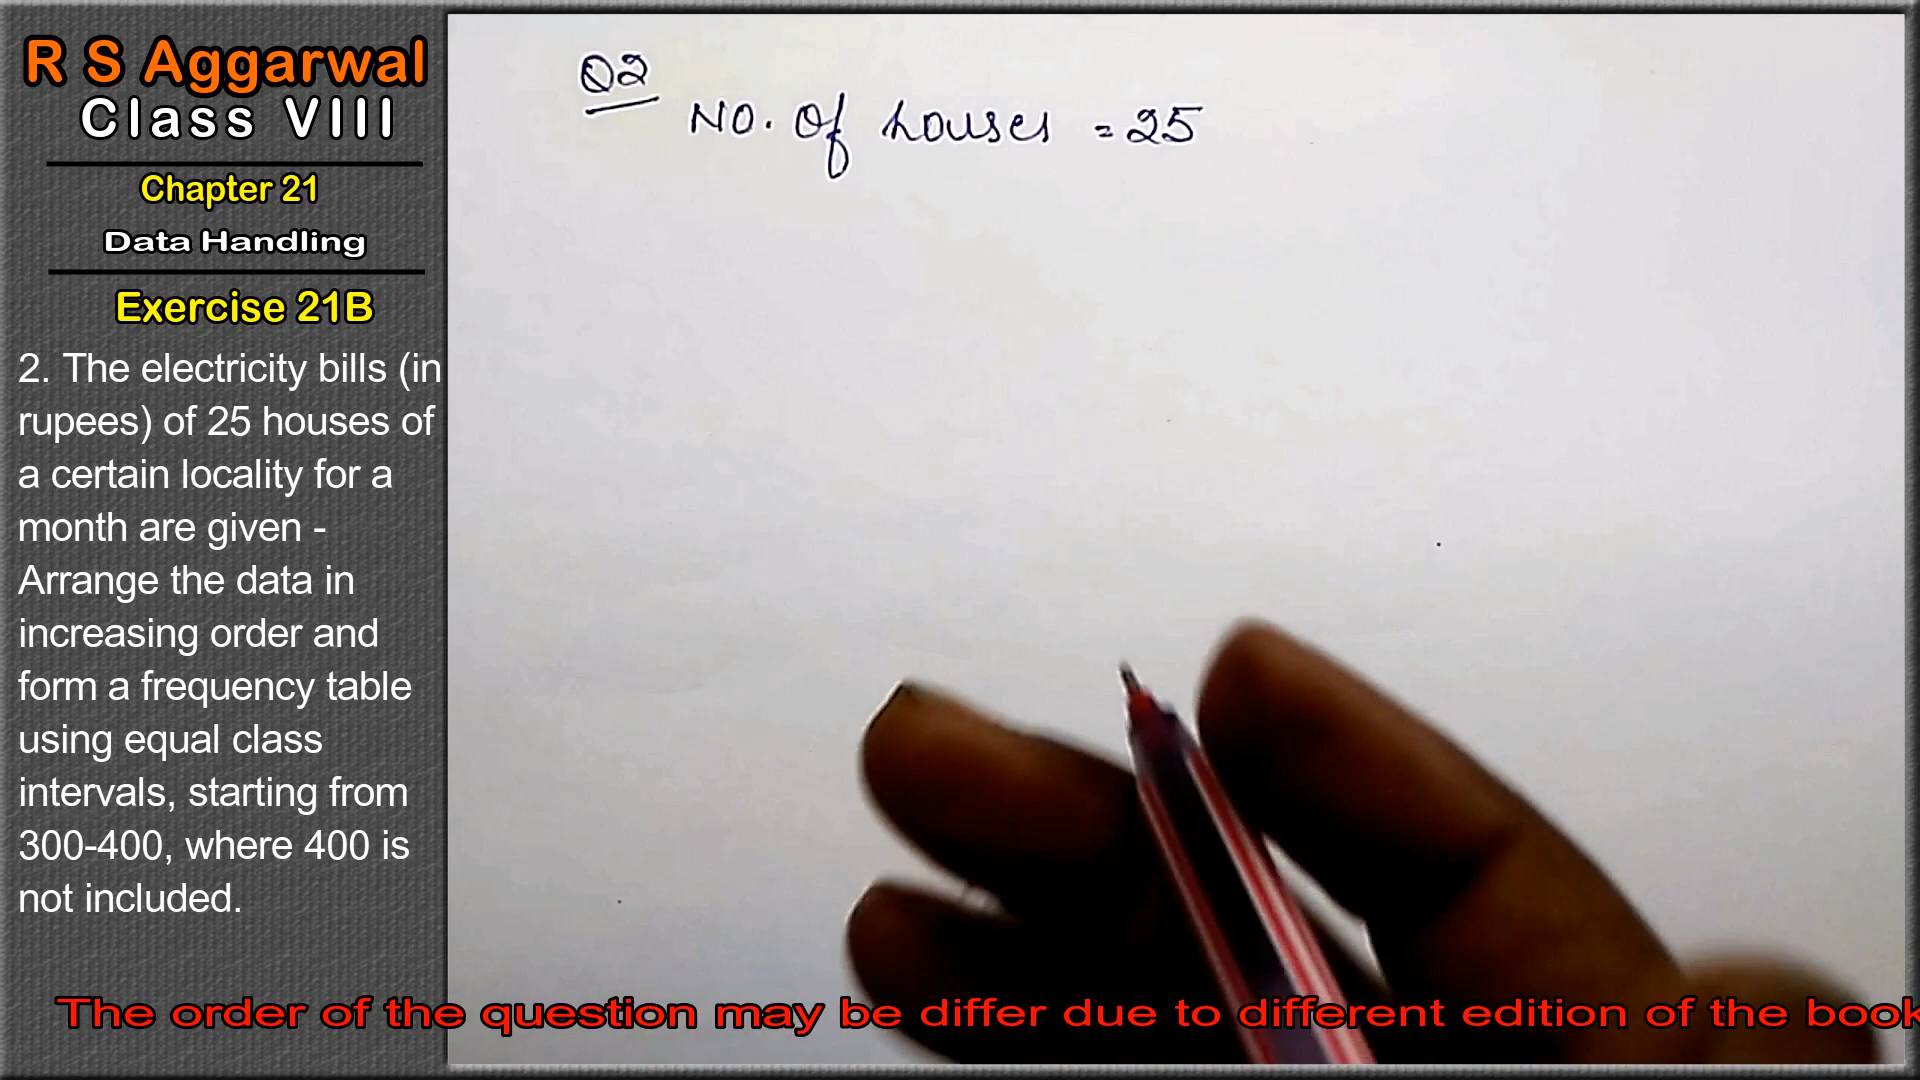 R S Aggarwal
Class VIII
Chapter 21
Data Handling
Exercise 21B
2. The electricity bills (in
rupees) of 25 houses of
a certain locality for a
month are given -
Arrange the data in
increasing order and
form a frequency table
using equal class
intervals, starting from
300-400, where 400 is
not included.
Q2
No. Of houses = 25
The order of the question may be differ due to different edition of the book